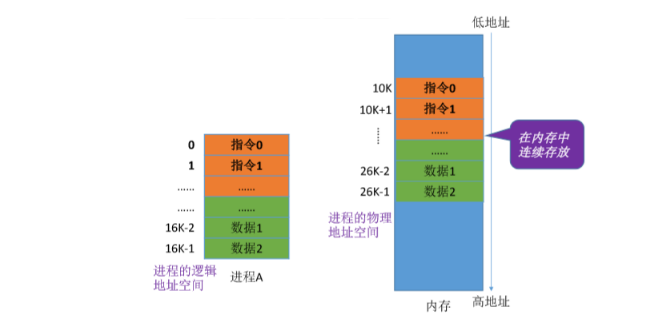 低地址
10K 指令0
10K+1 指令1
......
......
26K-2 数据1
26K-1 数据2
在内存中
连续存放
进程的物理
地址空间
内存
高地址
0 指令0
1 指令1
...... ......
...... ......
16K-2 数据1
16K-1 数据2
进程的逻辑
地址空间
进程A